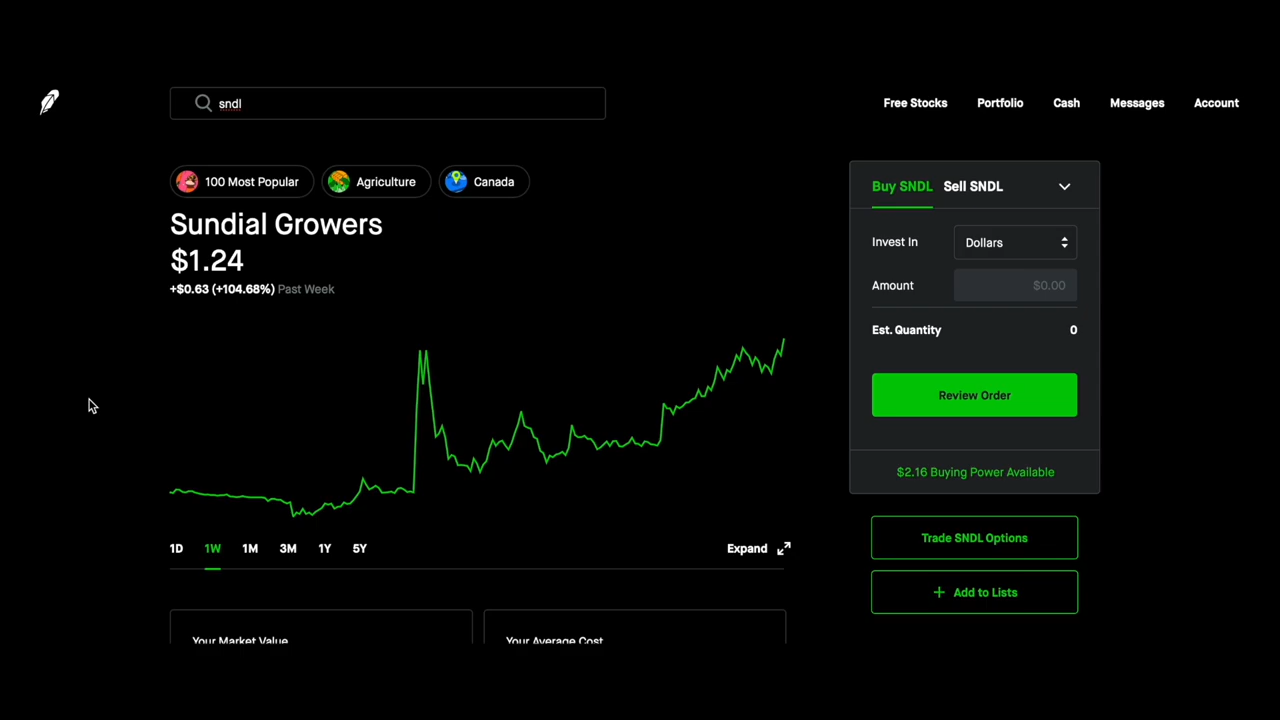 sndl
Free Stocks
Portfolio
Cash
Messages
Account
100 Most Popular
Agriculture
Canada
Sundial Growers
$1.24
+$0.63 (+104.68%) Past Week
1D 1W 1M 3M 1Y 5Y
Expand
Your Market Value
Your Average Cost
Buy SNDL
Sell SNDL
Invest In
Dollars
Amount
$0.00
Est. Quantity
0
Review Order
$2.16 Buying Power Available
Trade SNDL Options
+ Add to Lists